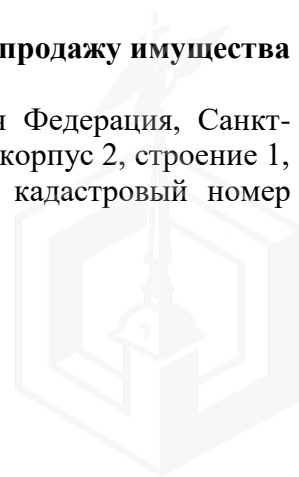 продажу имущества
Федерация, Санкт-
корпус 2, строение 1,
кадастровый номер